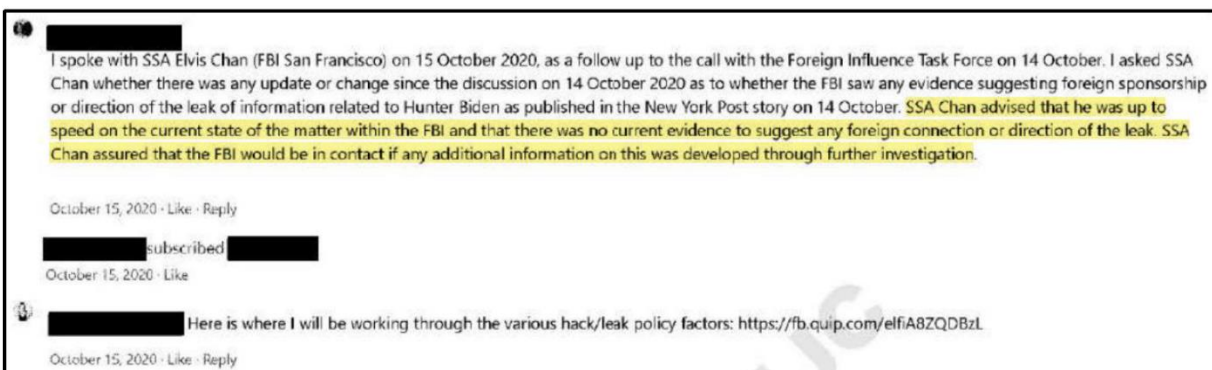 I spoke with SSA Elvis Chan (FBI San Francisco) on 15 October 2020, as a follow up to the call with the Foreign Influence Task Force on 14 October. I asked SSA
Chan whether there was any update or change since the discussion on 14 October 2020 as to whether the FBI saw any evidence suggesting foreign sponsorship
or direction of the leak of information related to Hunter Biden as published in the New York Post story on 14 October. SSA Chan advised that he was up to
speed on the current state of the matter within the FBI and that there was no current evidence to suggest any foreign connection or direction of the leak. SSA
Chan assured that the FBI would be in contact if any additional information on this was developed through further investigation.
October 15, 2020 · Like · Reply
subscribed
October 15, 2020 · Like
Here is where I will be working through the various hack/leak policy factors: https://fb.quip.com/elfiA8ZQDBzL
October 15, 2020 · Like · Reply